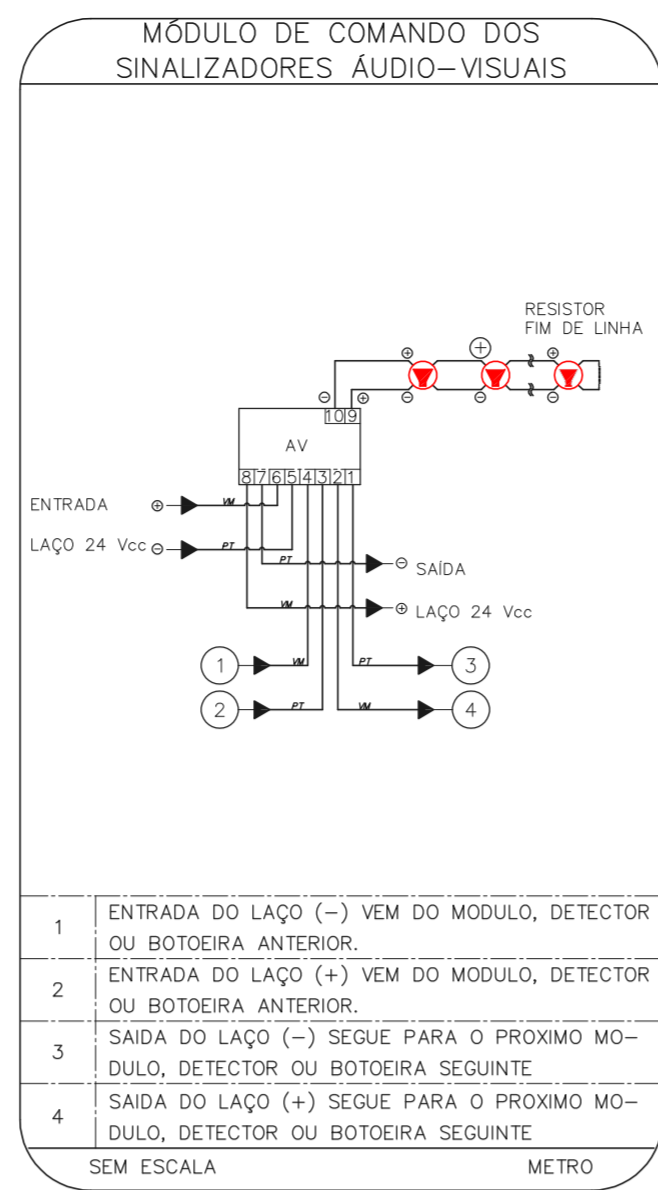 MÓDULO DE COMANDO DOS
SINALIZADORES ÁUDIO-VISUAIS
RESISTOR
FIM DE LINHA
⊕ ⊕ ⊕
⊖ ⊖ ⊖
⊖ 10 9 ⊕
AV
8 7 6 5 4 3 2 1
ENTRADA ⊕ VM
LAÇO 24 Vcc ⊖ PT
PT ⊖ SAÍDA
VM ⊕ LAÇO 24 Vcc
1 VM PT 3
2 PT VM 4
1 ENTRADA DO LAÇO (-) VEM DO MODULO, DETECTOR
OU BOTOEIRA ANTERIOR.
2 ENTRADA DO LAÇO (+) VEM DO MODULO, DETECTOR
OU BOTOEIRA ANTERIOR.
3 SAIDA DO LAÇO (-) SEGUE PARA O PROXIMO MO-
DULO, DETECTOR OU BOTOEIRA SEGUINTE
4 SAIDA DO LAÇO (+) SEGUE PARA O PROXIMO MO-
DULO, DETECTOR OU BOTOEIRA SEGUINTE
SEM ESCALA METRO